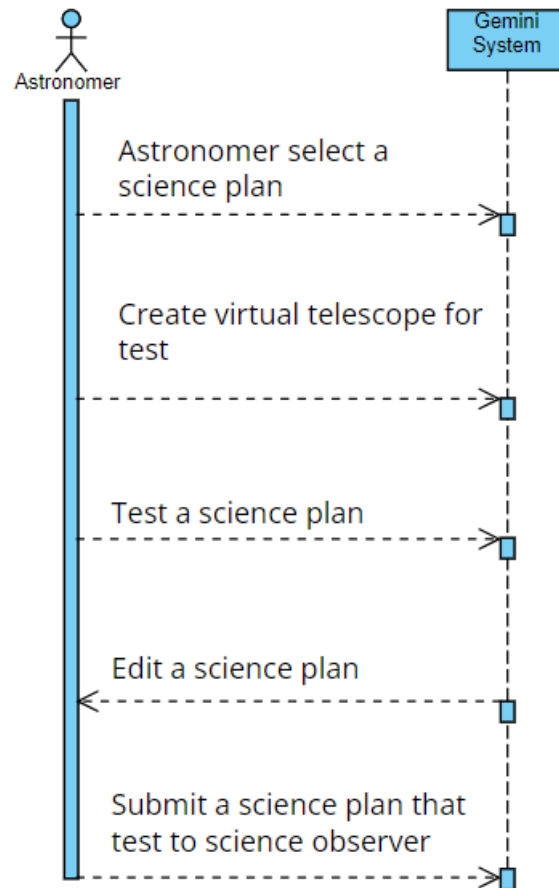 Astronomer
Gemini
System
Astronomer select a
science plan
Create virtual telescope for
test
Test a science plan
Edit a science plan
Submit a science plan that
test to science observer